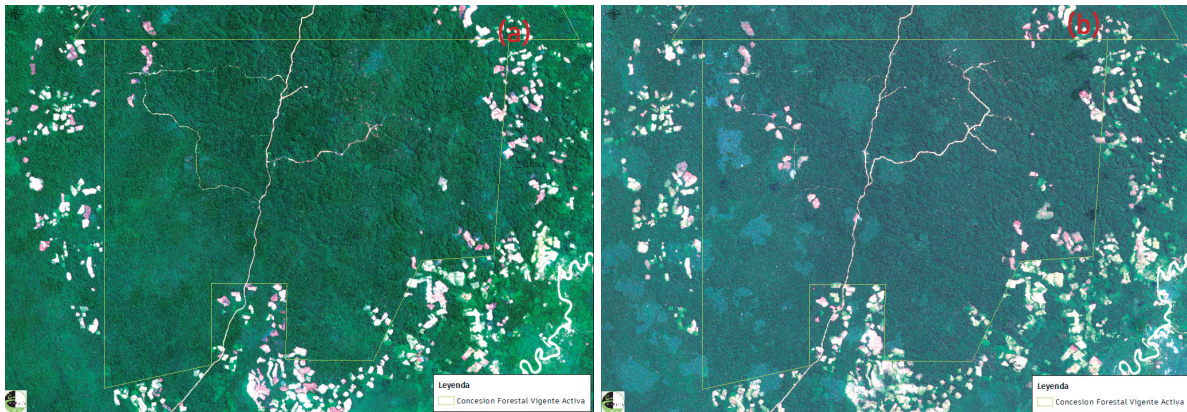 (a)
Leyenda
Concesion Forestal Vigente Activa
(b)
Leyenda
Concesion Forestal Vigente Activa